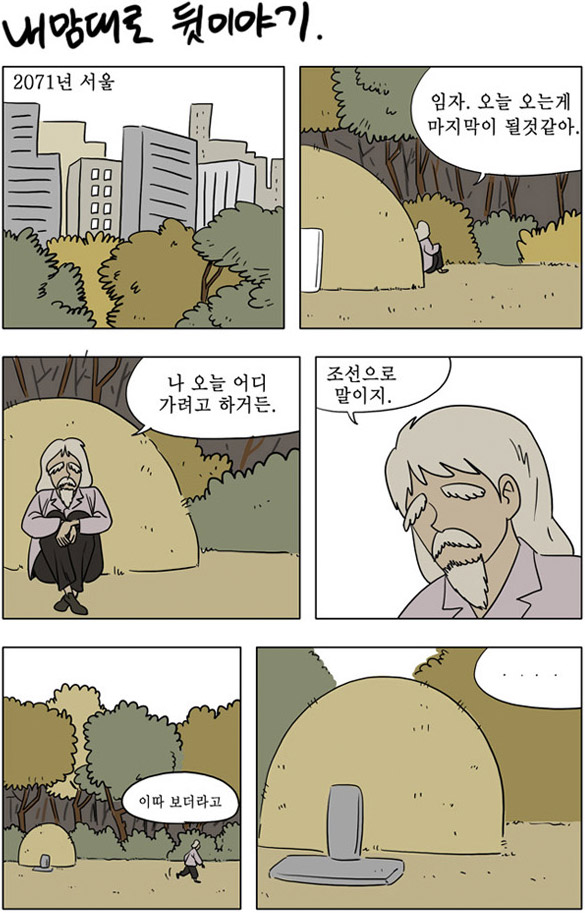 내맘대로 뒷이야기.
2071년 서울
임자. 오늘 오는게
마지막이 될것같아.
나 오늘 어디
가려고 하거든.
조선으로
말이지.
이따 보더라고
. . . .